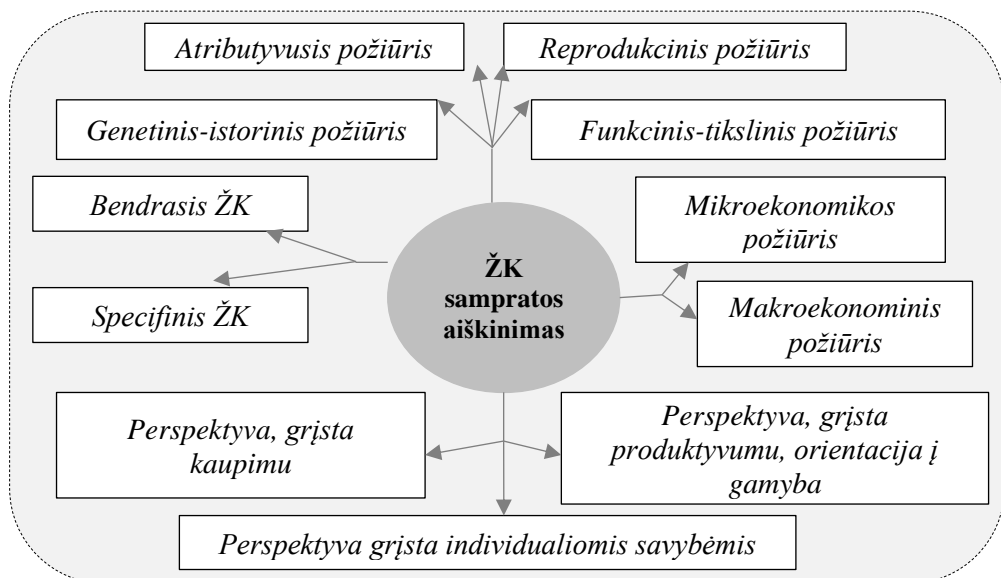 Atributyvusis požiūris
Reprodukcinis požiūris
Genetinis-istorinis požiūris
Funkcinis-tikslinis požiūris
Bendrasis ŽK
Mikroekonomikos
požiūris
ŽK
sampratos
aiškinimas
Specifinis ŽK
Makroekonominis
požiūris
Perspektyva, grįsta
kaupimu
Perspektyva, grįsta
produktyvumu, orientacija į
gamyba
Perspektyva grįsta individualiomis savybėmis